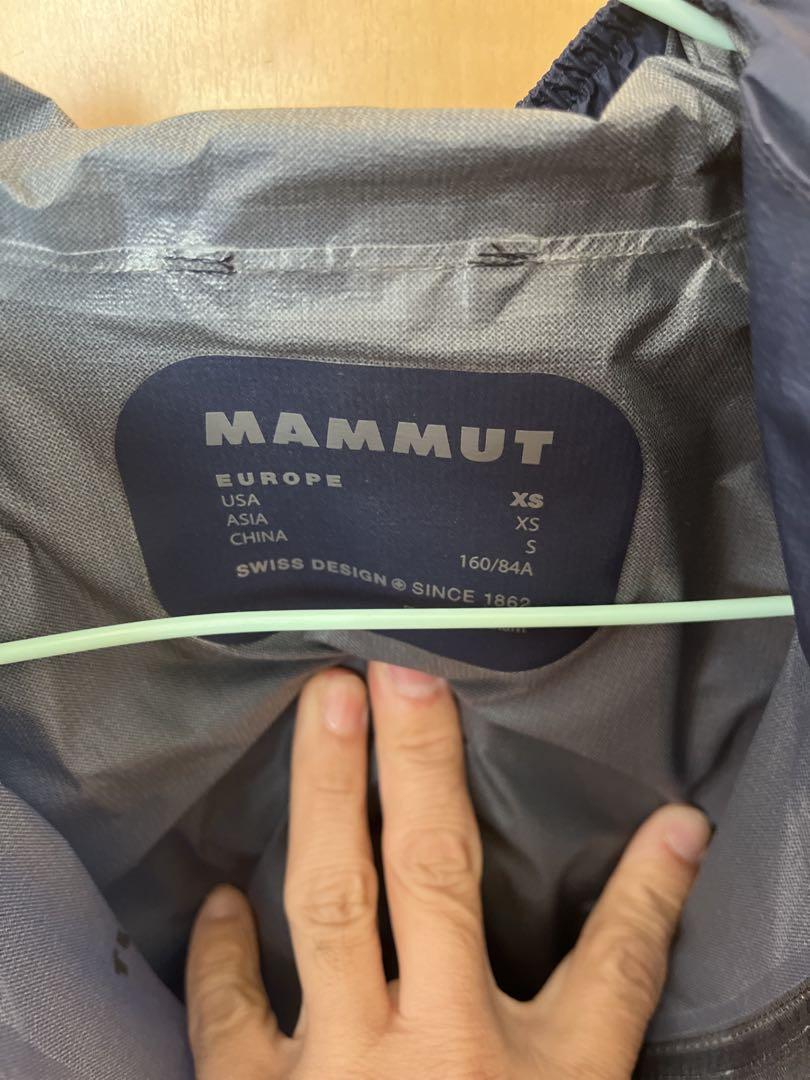 MAMMUT
EUROPE XS
USA XS
ASIA S
CHINA 160/84A
SWISS DESIGN SINCE 1862